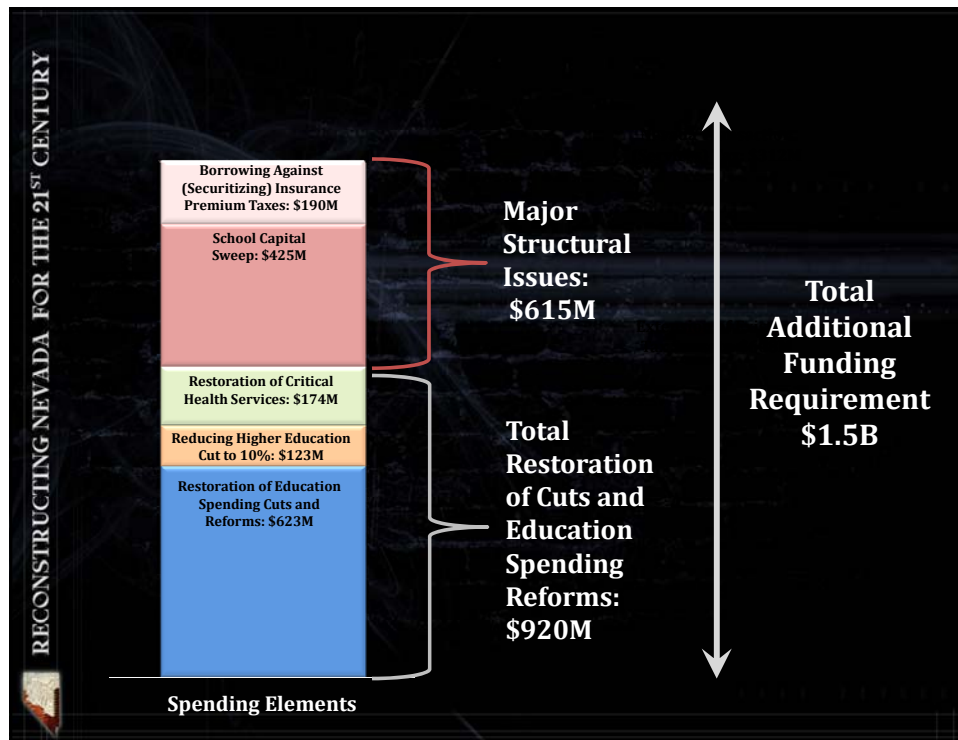 RECONSTRUCTING NEVADA FOR THE 21ST CENTURY
Borrowing Against
(Securitizing) Insurance
Premium Taxes: $190M
School Capital
Sweep: $425M
Restoration of Critical
Health Services: $174M
Reducing Higher Education
Cut to 10%: $123M
Restoration of Education
Spending Cuts and
Reforms: $623M
Spending Elements
Major
Structural
Issues:
$615M
Total
Restoration
of Cuts and
Education
Spending
Reforms:
$920M
Total
Additional
Funding
Requirement
$1.5B